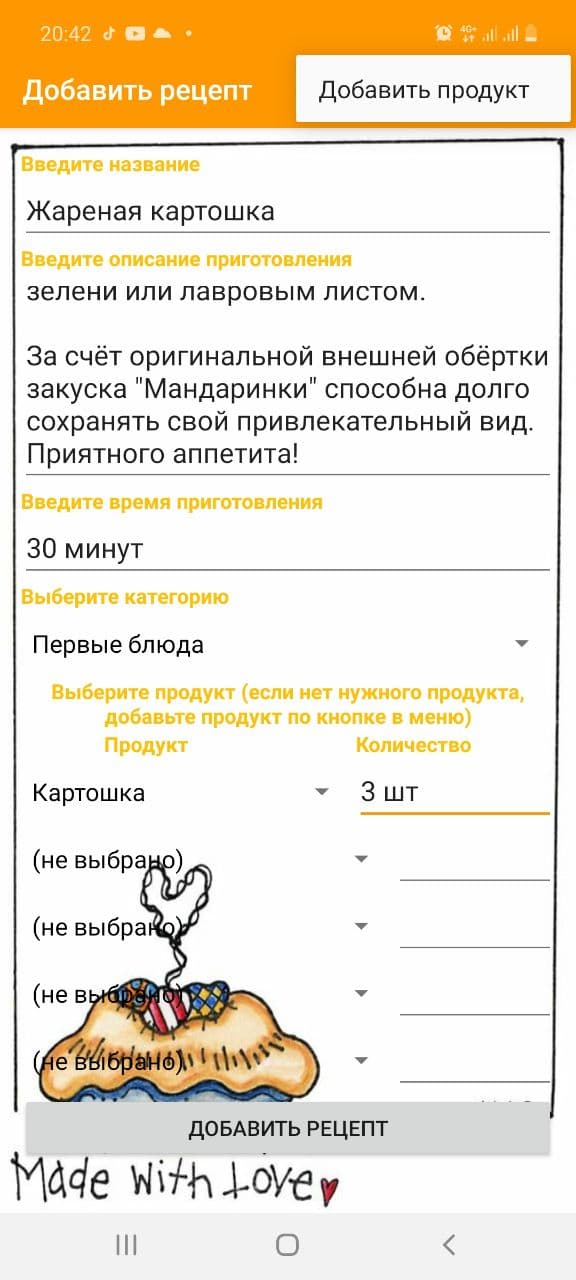 20:42
4G+
Добавить рецепт
Добавить продукт
Введите название
Жареная картошка
Введите описание приготовления
зелени или лавровым листом.
За счёт оригинальной внешней обёртки
закуска "Мандаринки" способна долго
сохранять свой привлекательный вид.
Приятного аппетита!
Введите время приготовления
30 минут
Выберите категорию
Первые блюда
Выберите продукт (если нет нужного продукта,
добавьте продукт по кнопке в меню)
Продукт Количество
Картошка 3 шт
(не выбрано)
(не выбрано)
(не выбрано)
(не выбрано)
ДОБАВИТЬ РЕЦЕПТ
Made with Love